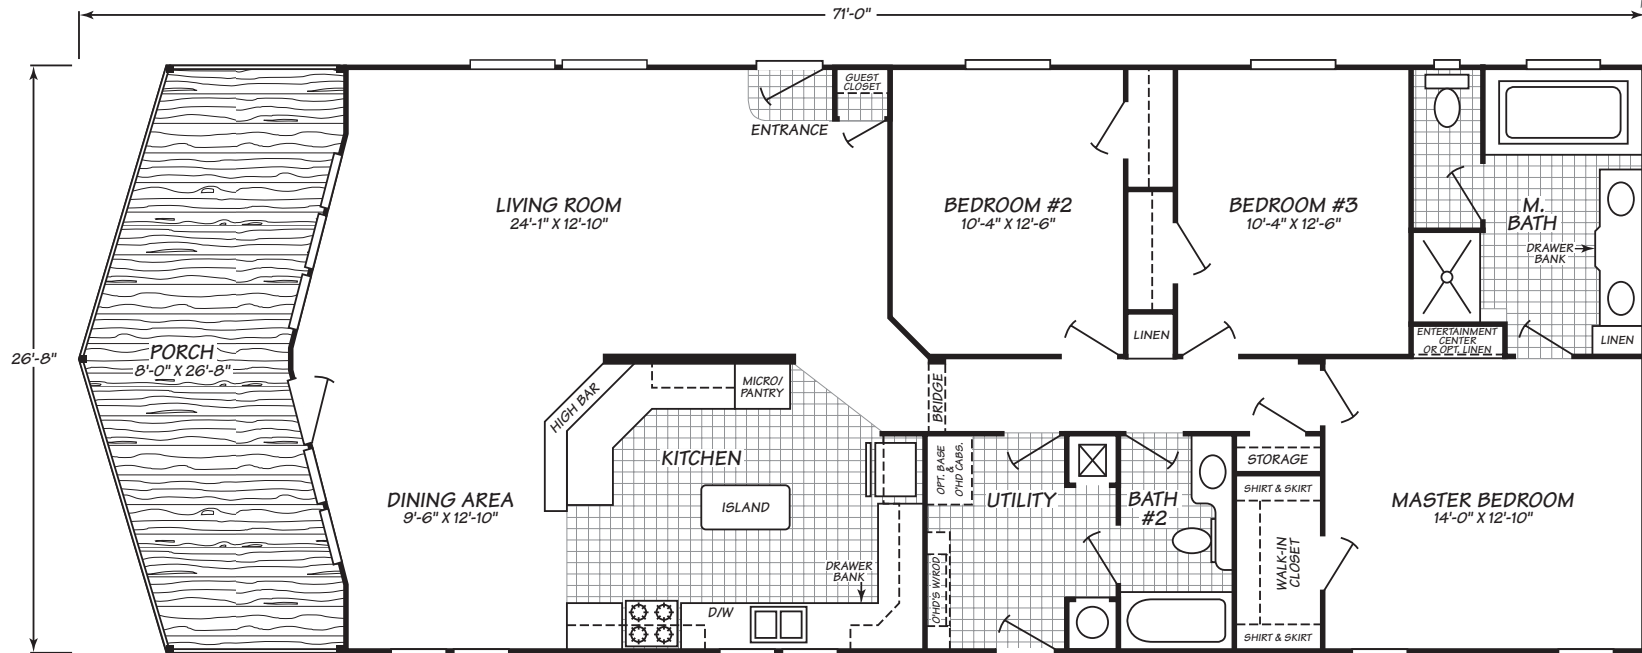 71'-0"
26'-8"
PORCH
8'-0" X 26'-8"
LIVING ROOM
24'-1" X 12'-10"
ENTRANCE
GUEST
CLOSET
BEDROOM #2
10'-4" X 12'-6"
LINEN
BEDROOM #3
10'-4" X 12'-6"
M.
BATH
DRAWER
BANK
ENTERTAINMENT
CENTER
OR OPT. LINEN
LINEN
DINING AREA
9'-6" X 12'-10"
HIGH BAR
MICRO/
PANTRY
KITCHEN
ISLAND
DRAWER
BANK
D/W
BRIDGE
OPT. BASE
&
O'HD CABS.
UTILITY
O'HD'S W/ROD
BATH
#2
STORAGE
SHIRT & SKIRT
WALK-IN
CLOSET
SHIRT & SKIRT
MASTER BEDROOM
14'-0" X 12'-10"